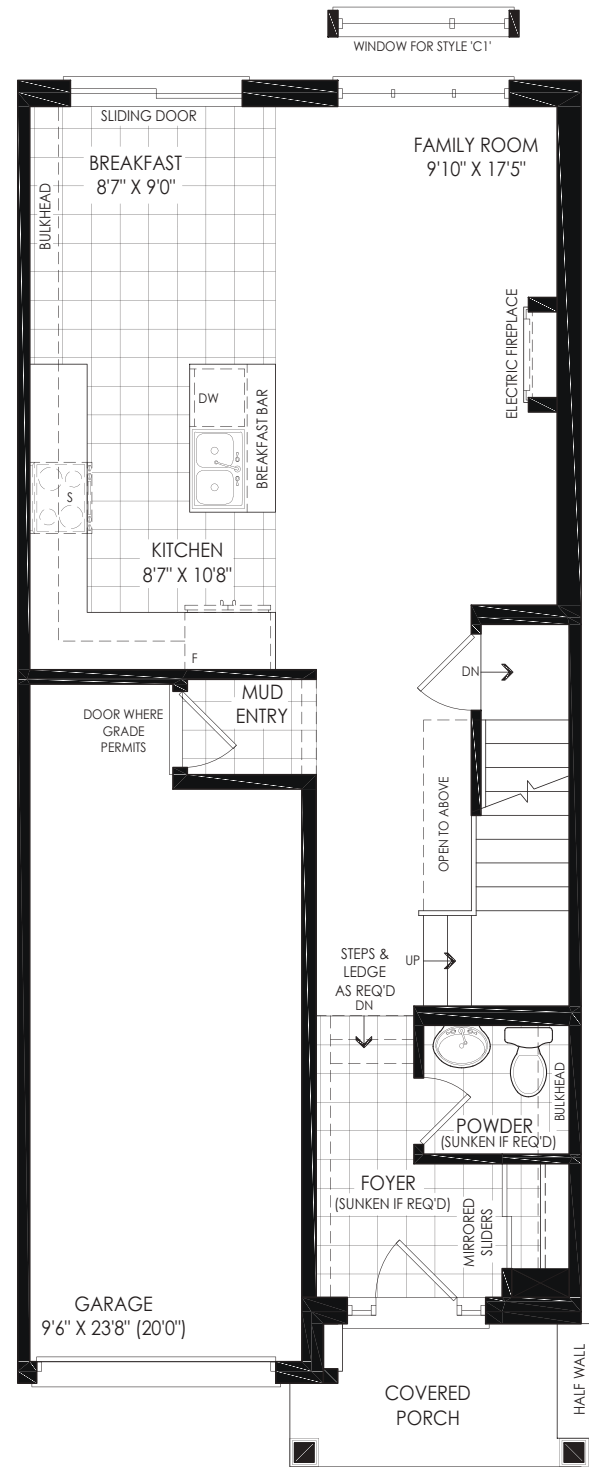 WINDOW FOR STYLE 'C1'
SLIDING DOOR
BREAKFAST
8'7" X 9'0"
FAMILY ROOM
9'10" X 17'5"
BULKHEAD
ELECTRIC FIREPLACE
DW
BREAKFAST BAR
S
KITCHEN
8'7" X 10'8"
F
MUD
ENTRY
DN
DOOR WHERE
GRADE
PERMITS
OPEN TO ABOVE
STEPS &
LEDGE
AS REQ'D
DN
UP
POWDER
(SUNKEN IF REQ'D)
BULKHEAD
FOYER
(SUNKEN IF REQ'D)
MIRRORED
SLIDERS
GARAGE
9'6" X 23'8" (20'0")
COVERED
PORCH
HALF WALL